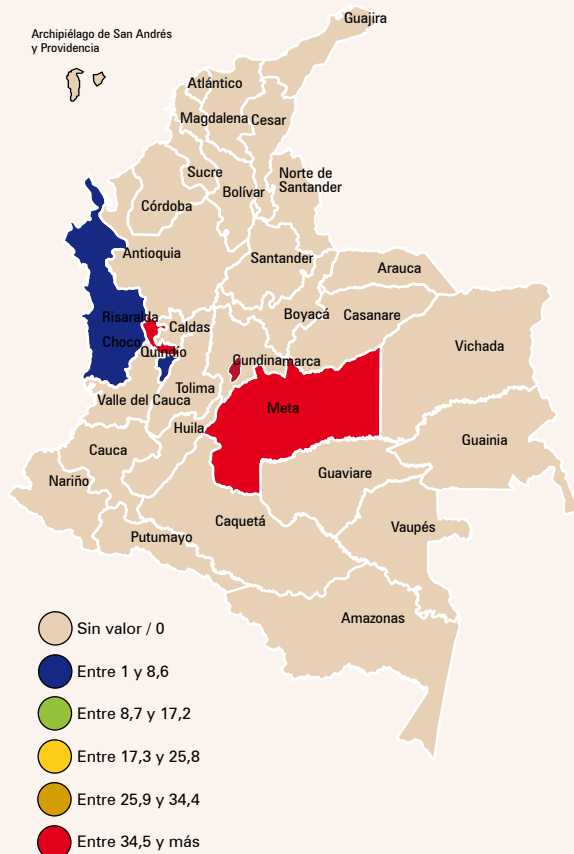 Guajira
Archipiélago de San Andrés
y Providencia
Atlántico
Magdalena
Cesar
Sucre
Norte de
Santander
Bolívar
Córdoba
Antioquia
Santander
Arauca
Risaralda
Caldas
Boyacá
Casanare
Choco
Quindío
Vichada
Cundinamarca
Tolima
Valle del Cauca
Meta
Huila
Cauca
Guainia
Nariño
Guaviare
Caquetá
Vaupés
Putumayo
Amazonas
Sin valor / 0
Entre 1 y 8,6
Entre 8,7 y 17,2
Entre 17,3 y 25,8
Entre 25,9 y 34,4
Entre 34,5 y más